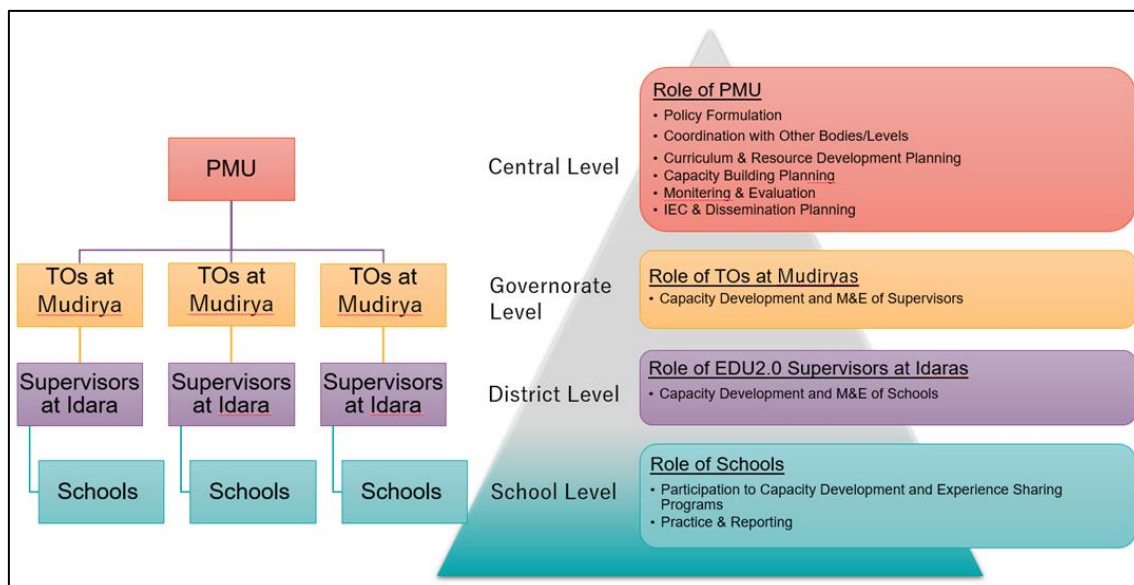 PMU
TOs at
Mudirya
TOs at
Mudirya
TOs at
Mudirya
Supervisors
at Idara
Supervisors
at Idara
Supervisors
at Idara
Schools
Schools
Schools
Central Level
Governorate
Level
District Level
School Level
Role of PMU
• Policy Formulation
• Coordination with Other Bodies/Levels
• Curriculum & Resource Development Planning
• Capacity Building Planning
• Monitering & Evaluation
• IEC & Dissemination Planning
Role of TOs at Mudiryas
• Capacity Development and M&E of Supervisors
Role of EDU2.0 Supervisors at Idaras
• Capacity Development and M&E of Schools
Role of Schools
• Participation to Capacity Development and Experience Sharing
Programs
• Practice & Reporting